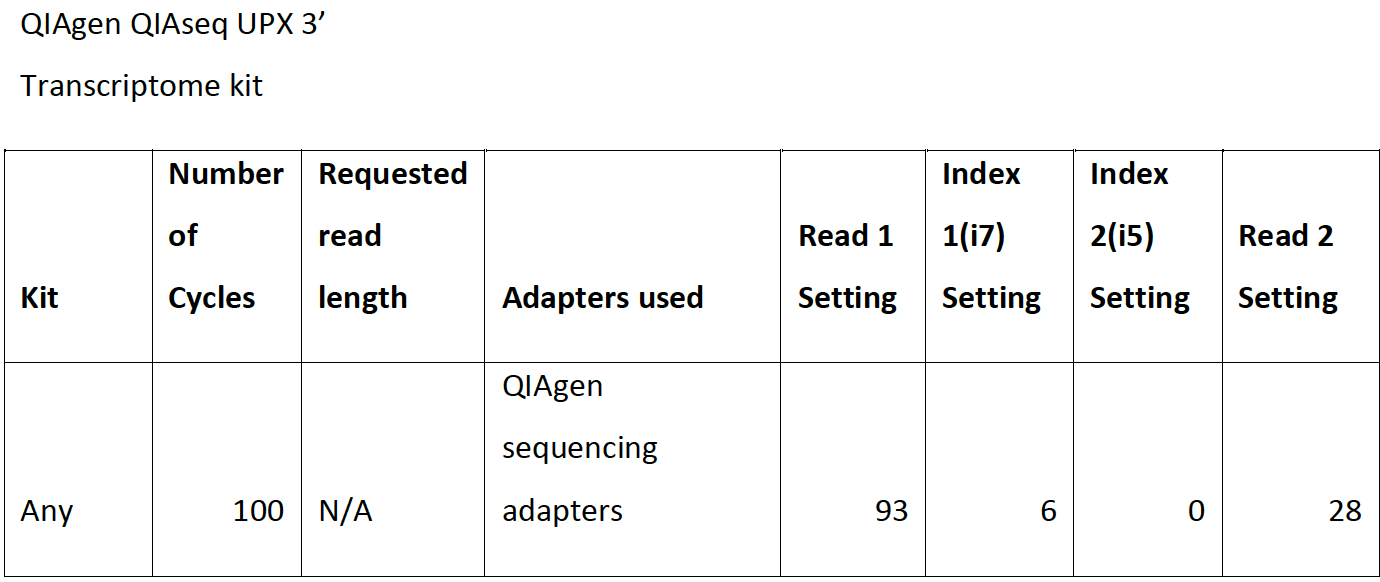 QIAgen QIAseq UPX 3’
Transcriptome kit
Kit
Number
of
Cycles
Requested
read
length
Adapters used
Read 1
Setting
Index
1(i7)
Setting
Index
2(i5)
Setting
Read 2
Setting
Any
100
N/A
QIAgen
sequencing
adapters
93
6
0
28